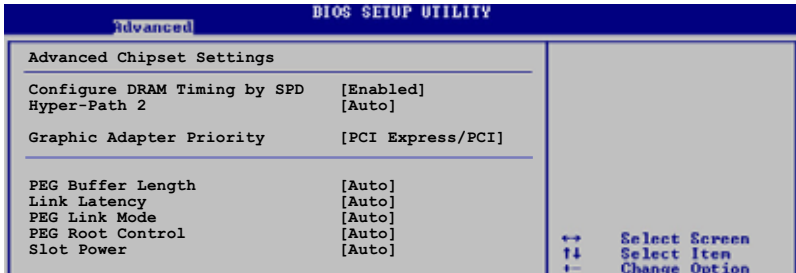 BIOS SETUP UTILITY
Advanced
Advanced Chipset Settings
Configure DRAM Timing by SPD [Enabled]
Hyper-Path 2 [Auto]
Graphic Adapter Priority [PCI Express/PCI]
PEG Buffer Length [Auto]
Link Latency [Auto]
PEG Link Mode [Auto]
PEG Root Control [Auto]
Slot Power [Auto]
↔ Select Screen
↑↓ Select Item
+- Change Option